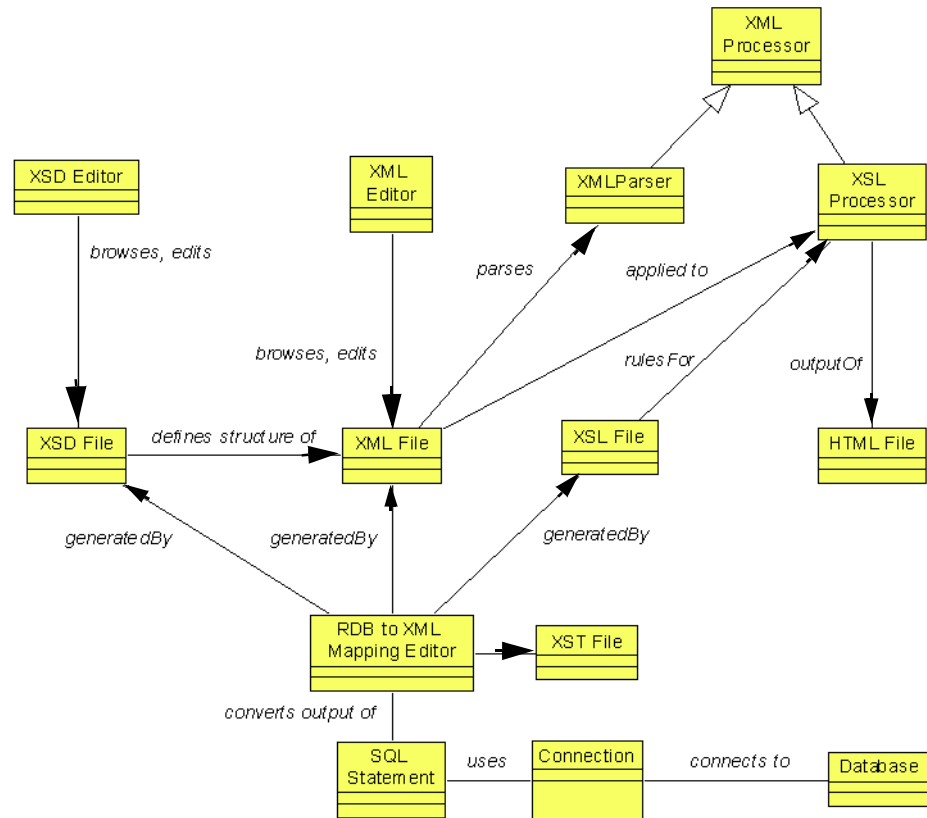 XML
Processor
XSD Editor
XML
Editor
XMLParser
XSL
Processor
browses, edits
parses
applied to
browses, edits
rulesFor
outputOf
XSD File
defines structure of
XML File
XSL File
HTML File
generatedBy
generatedBy
generatedBy
RDB to XML
Mapping Editor
XST File
converts output of
SQL
Statement
uses
Connection
connects to
Database